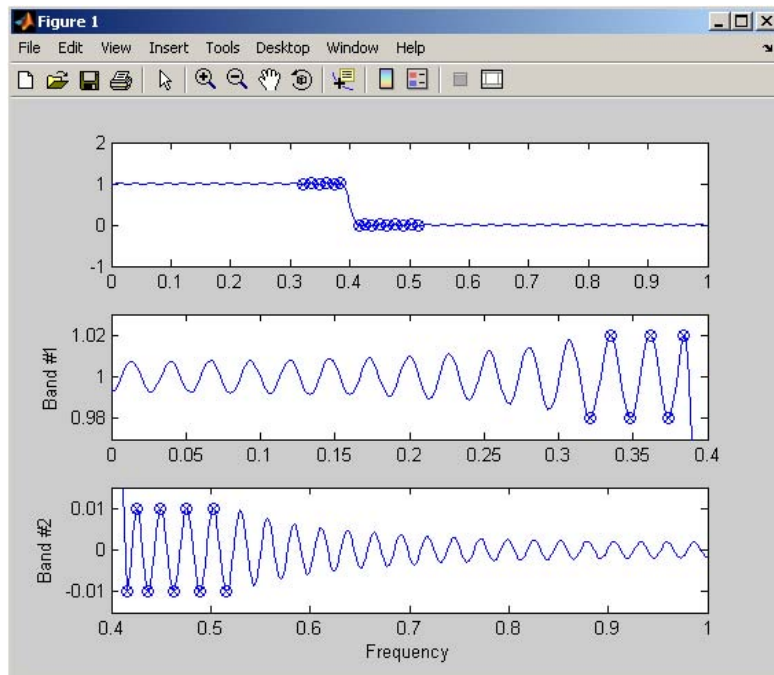 Figure 1
File Edit View Insert Tools Desktop Window Help
2
1
0
-1
0 0.1 0.2 0.3 0.4 0.5 0.6 0.7 0.8 0.9 1
Band #1
1.02
1
0.98
0 0.05 0.1 0.15 0.2 0.25 0.3 0.35 0.4
Band #2
0.01
0
-0.01
0.4 0.5 0.6 0.7 0.8 0.9 1
Frequency